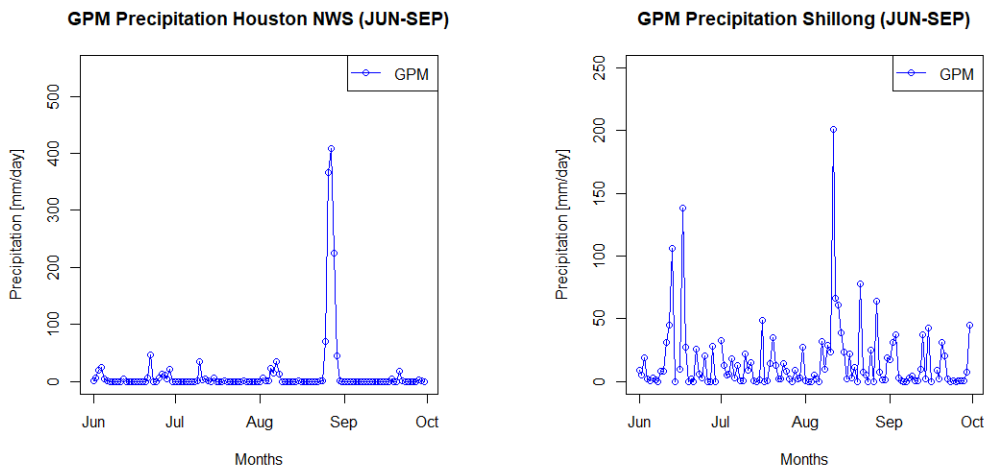 GPM Precipitation Houston NWS (JUN-SEP)
GPM
Precipitation [mm/day]
500
400
300
200
100
0
Jun Jul Aug Sep Oct
Months
GPM Precipitation Shillong (JUN-SEP)
GPM
Precipitation [mm/day]
250
200
150
100
50
0
Jun Jul Aug Sep Oct
Months